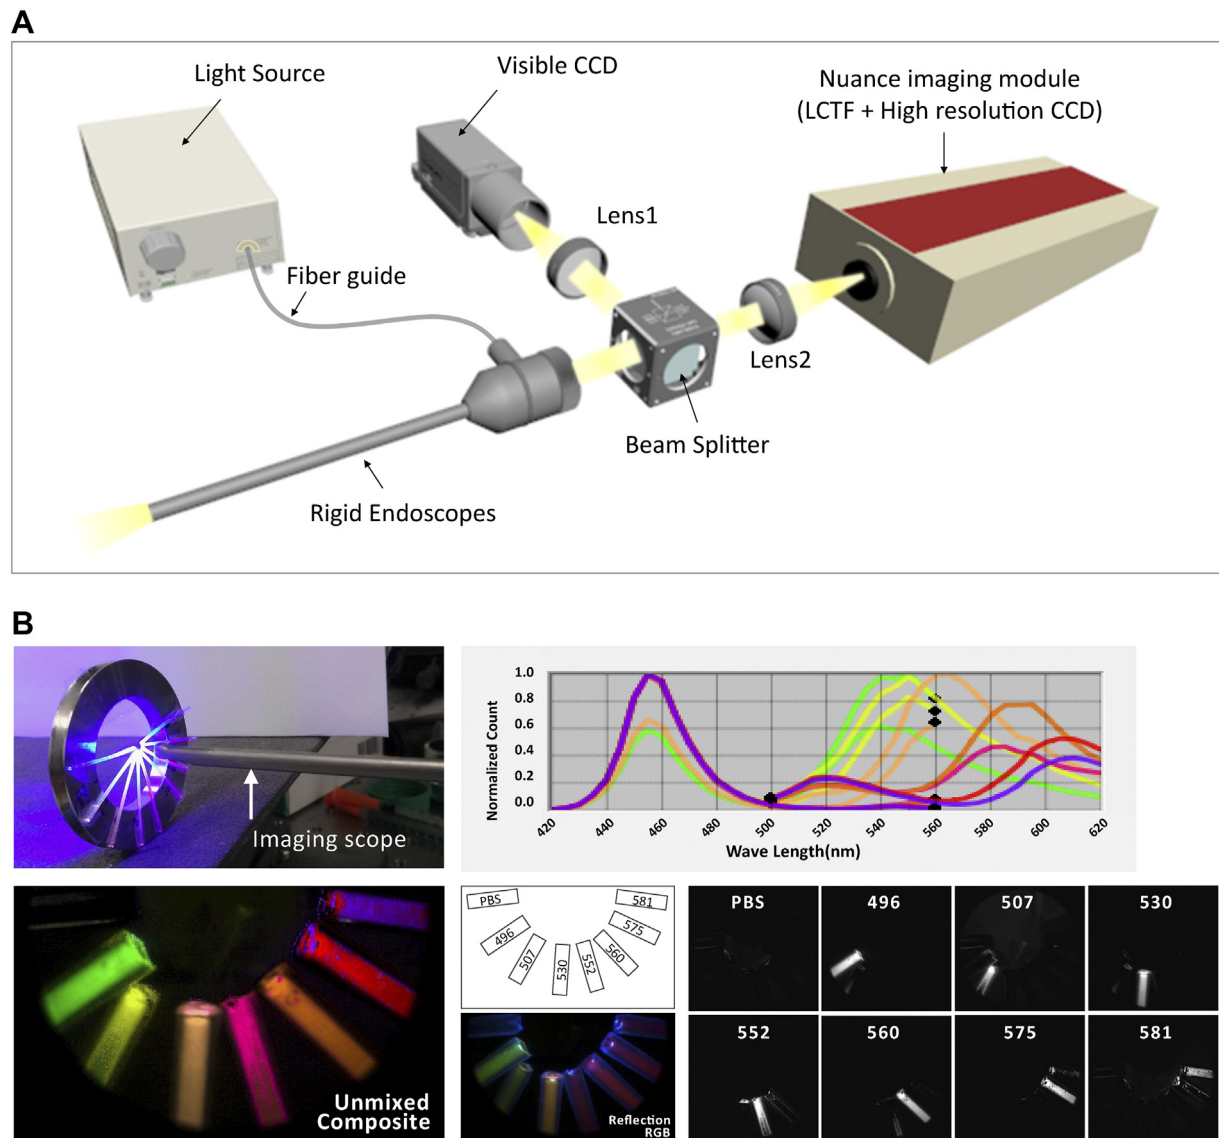 A
Light Source
Visible CCD
Nuance imaging module
(LCTF + High resolution CCD)
Lens1
Fiber guide
Lens2
Beam Splitter
Rigid Endoscopes
B
Imaging scope
Normalized Count
1.0
0.8
0.6
0.4
0.2
0.0
420 440 460 480 500 520 540 560 580 600 620
Wave Length(nm)
Unmixed
Composite
PBS
496
507
530
552
560
575
581
Reflection
RGB
PBS 496 507 530
552 560 575 581